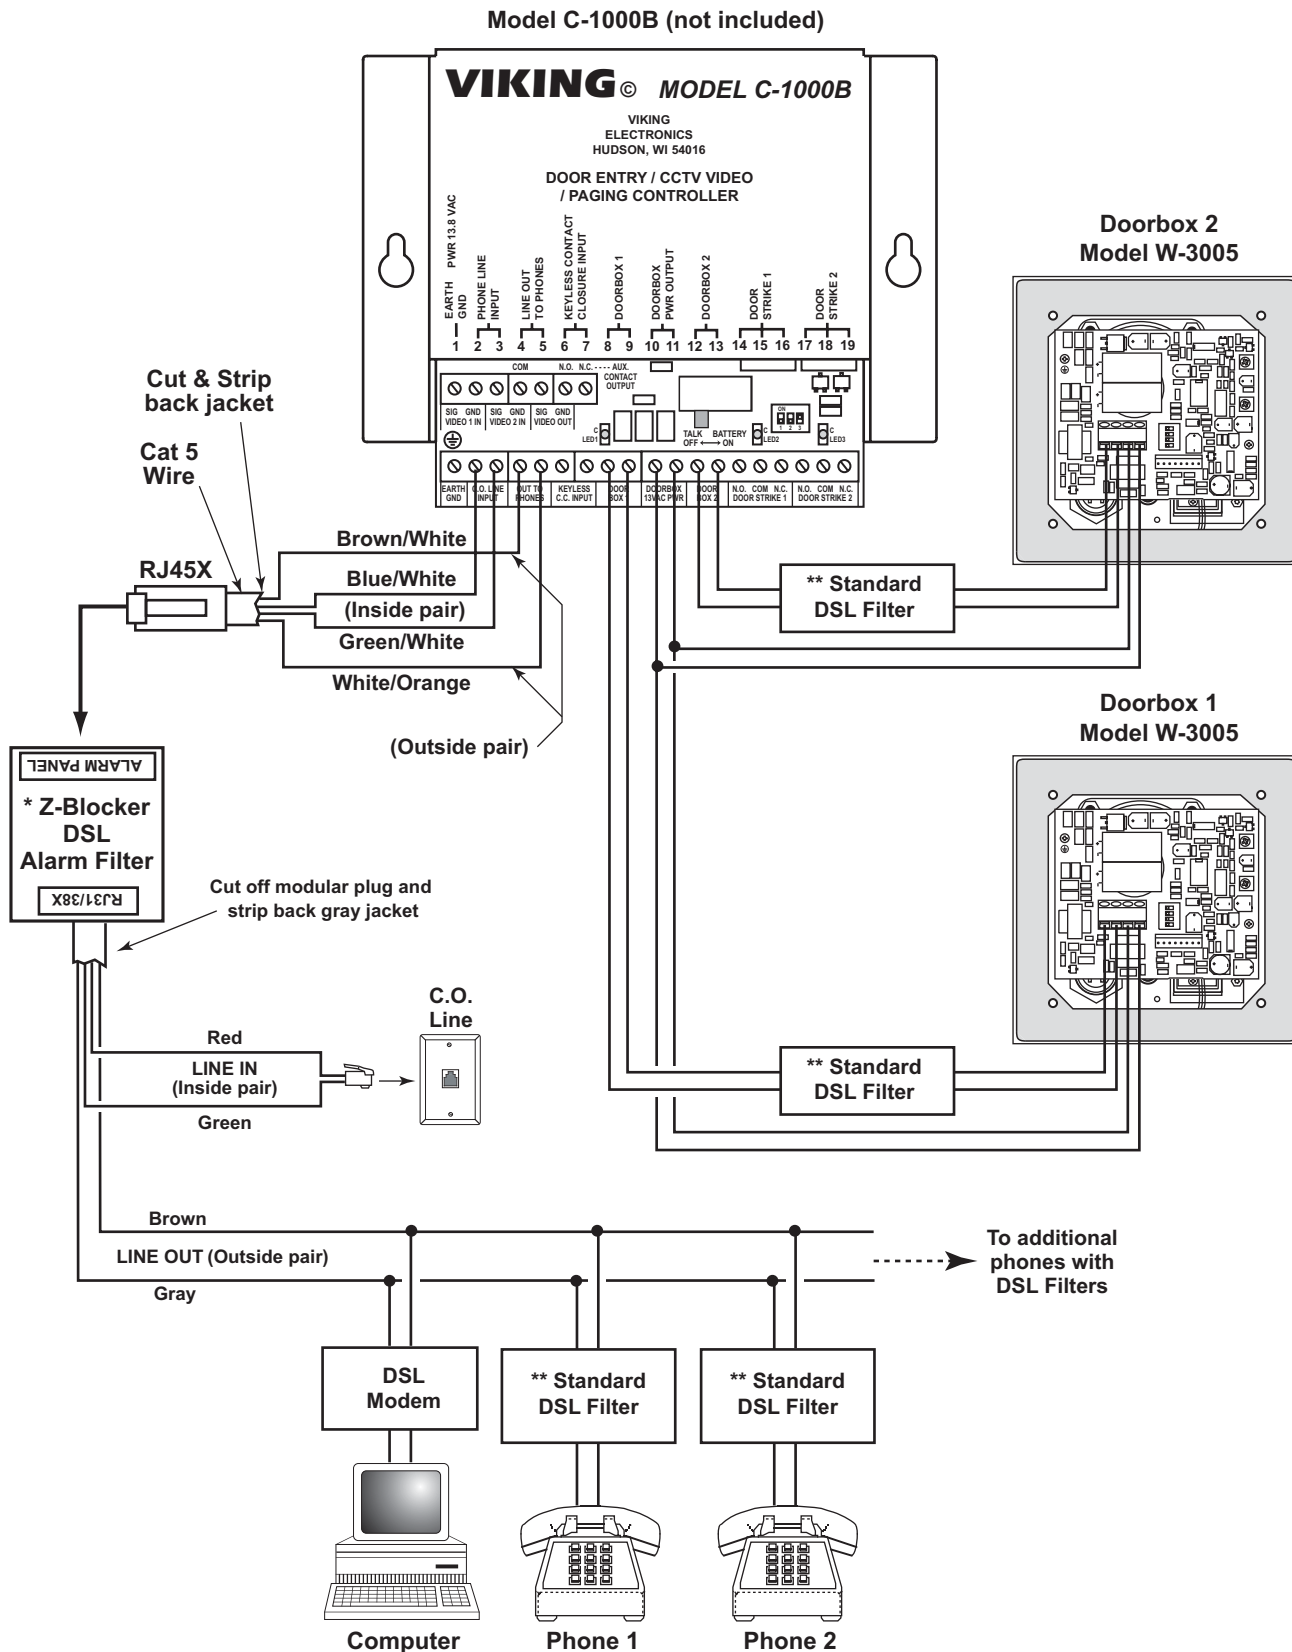 Model C-1000B (not included)
VIKING © MODEL C-1000B
VIKING
ELECTRONICS
HUDSON, WI 54016
DOOR ENTRY / CCTV VIDEO
/ PAGING CONTROLLER
PWR 13.8 VAC
EARTH
GND
PHONE LINE
INPUT
LINE OUT
TO PHONES
KEYLESS CONTACT
CLOSURE INPUT
DOORBOX 1
DOORBOX
PWR OUTPUT
DOORBOX 2
DOOR
STRIKE 1
DOOR
STRIKE 2
1 2 3 4 5 6 7 8 9 10 11 12 13 14 15 16 17 18 19
COM N.O. N.C. ---- AUX.
CONTACT
OUTPUT
SIG GND SIG GND SIG GND
VIDEO 1 IN VIDEO 2 IN VIDEO OUT
C
LED1
TALK BATTERY
OFF ON
C
LED2
ON
1 2 3
C
LED3
EARTH
GND
C.O. LINE
INPUT
OUT TO
PHONES
KEYLESS
C.C. INPUT
DOOR
BOX 1
DOORBOX
13VAC PWR
DOOR
BOX 2
N.O. COM N.C.
DOOR STRIKE 1
N.O. COM N.C.
DOOR STRIKE 2
Doorbox 2
Model W-3005
Cut & Strip
back jacket
Cat 5
Wire
RJ45X
Brown/White
Blue/White
(Inside pair)
Green/White
White/Orange
(Outside pair)
** Standard
DSL Filter
Doorbox 1
Model W-3005
ALARM PANEL
* Z-Blocker
DSL
Alarm Filter
RJ31/38X
Cut off modular plug and
strip back gray jacket
C.O.
Line
Red
LINE IN
(Inside pair)
Green
** Standard
DSL Filter
Brown
LINE OUT (Outside pair)
Gray
To additional
phones with
DSL Filters
DSL
Modem
** Standard
DSL Filter
** Standard
DSL Filter
Computer
Phone 1
Phone 2